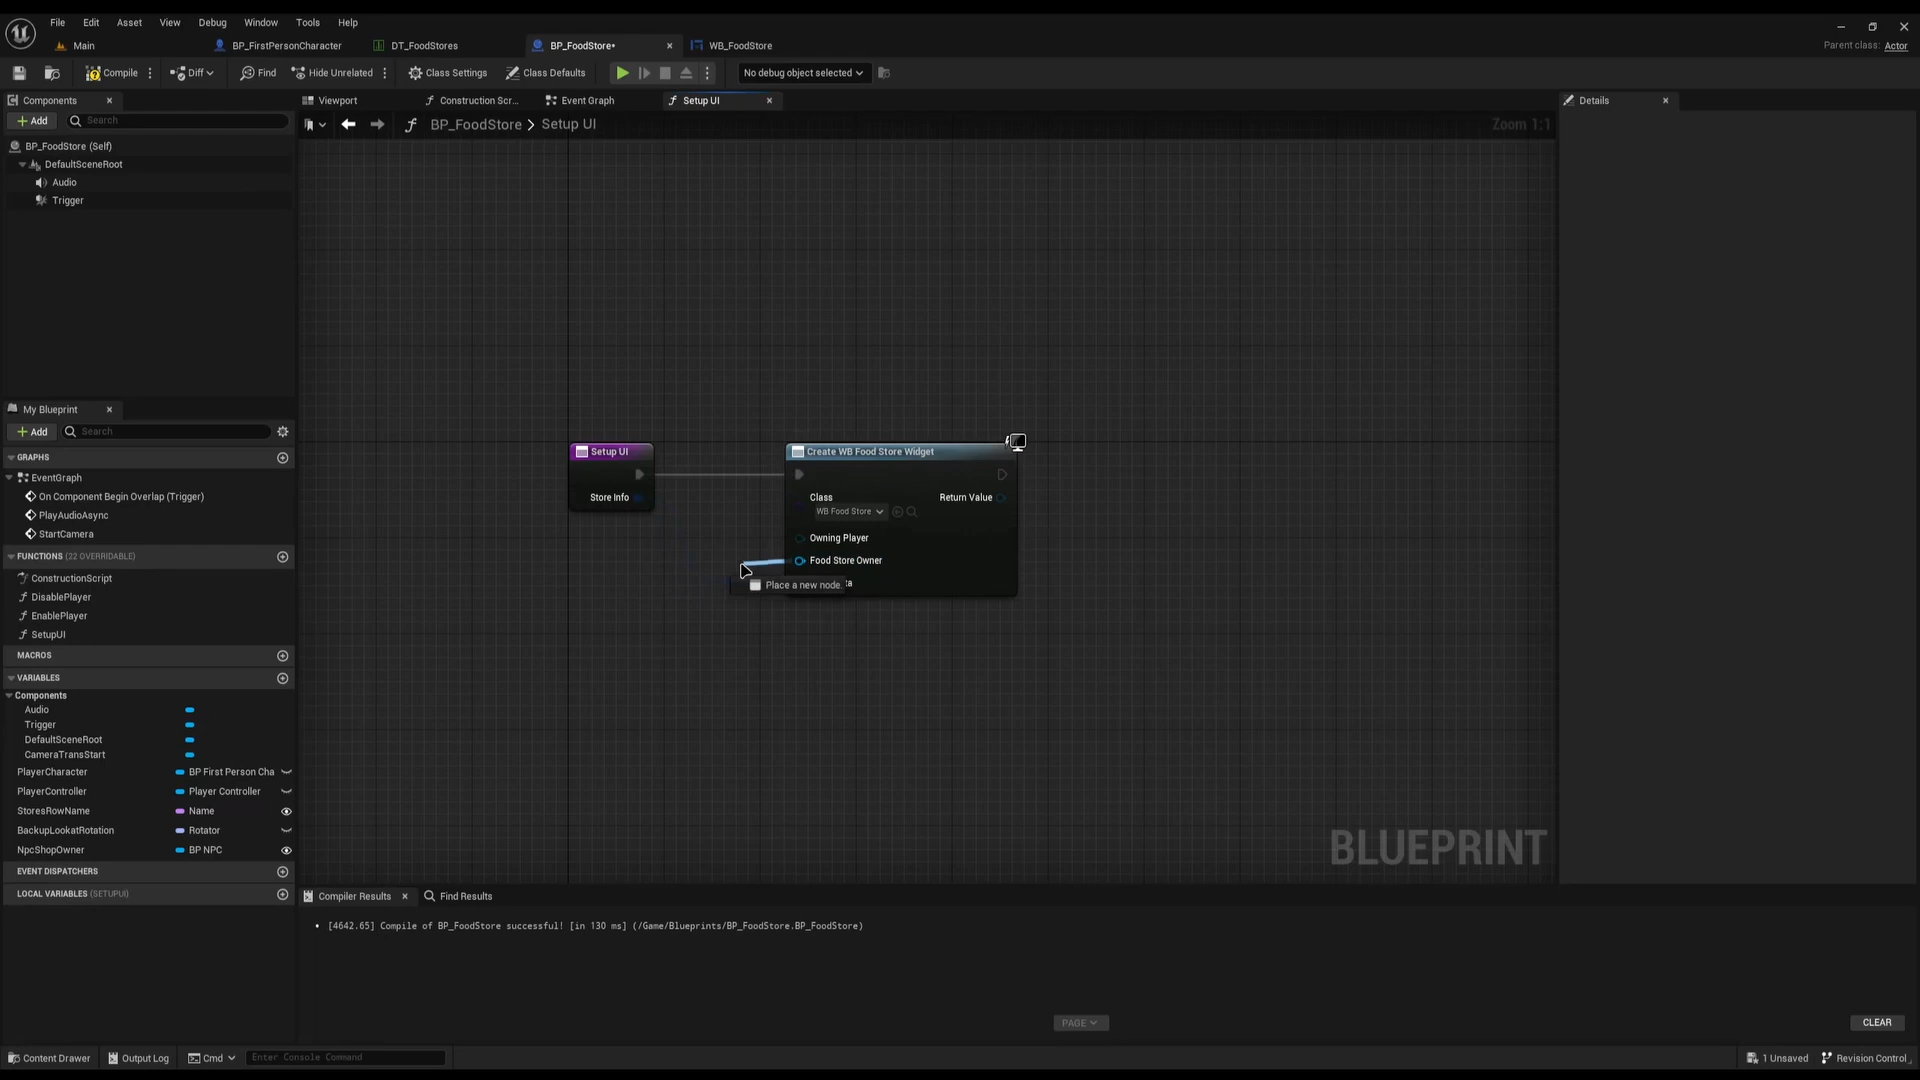 File Edit Asset View Debug Window Tools Help
Main BP_FirstPersonCharacter DT_FoodStores BP_FoodStore• WB_FoodStore
Parent class: Actor
Compile Diff Find Hide Unrelated Class Settings Class Defaults No debug object selected
Components
Add Search
BP_FoodStore (Self)
DefaultSceneRoot
Audio
Trigger
Viewport Construction Scr... Event Graph Setup UI
BP_FoodStore > Setup UI
Zoom 1:1
Details
Setup UI
Store Info
Create WB Food Store Widget
Class Return Value
WB Food Store
Owning Player
Food Store Owner
Place a new node.
BLUEPRINT
My Blueprint
Add Search
GRAPHS
EventGraph
On Component Begin Overlap (Trigger)
PlayAudioAsync
StartCamera
FUNCTIONS (22 OVERRIDABLE)
ConstructionScript
DisablePlayer
EnablePlayer
SetupUI
MACROS
VARIABLES
Components
Audio
Trigger
DefaultSceneRoot
CameraTransStart
PlayerCharacter BP First Person Cha
PlayerController Player Controller
StoresRowName Name
BackupLookatRotation Rotator
NpcShopOwner BP NPC
EVENT DISPATCHERS
LOCAL VARIABLES (SETUPUI)
Compiler Results Find Results
• [4642.65] Compile of BP_FoodStore successful! [in 130 ms] (/Game/Blueprints/BP_FoodStore.BP_FoodStore)
PAGE
CLEAR
Content Drawer Output Log Cmd Enter Console Command 1 Unsaved Revision Control